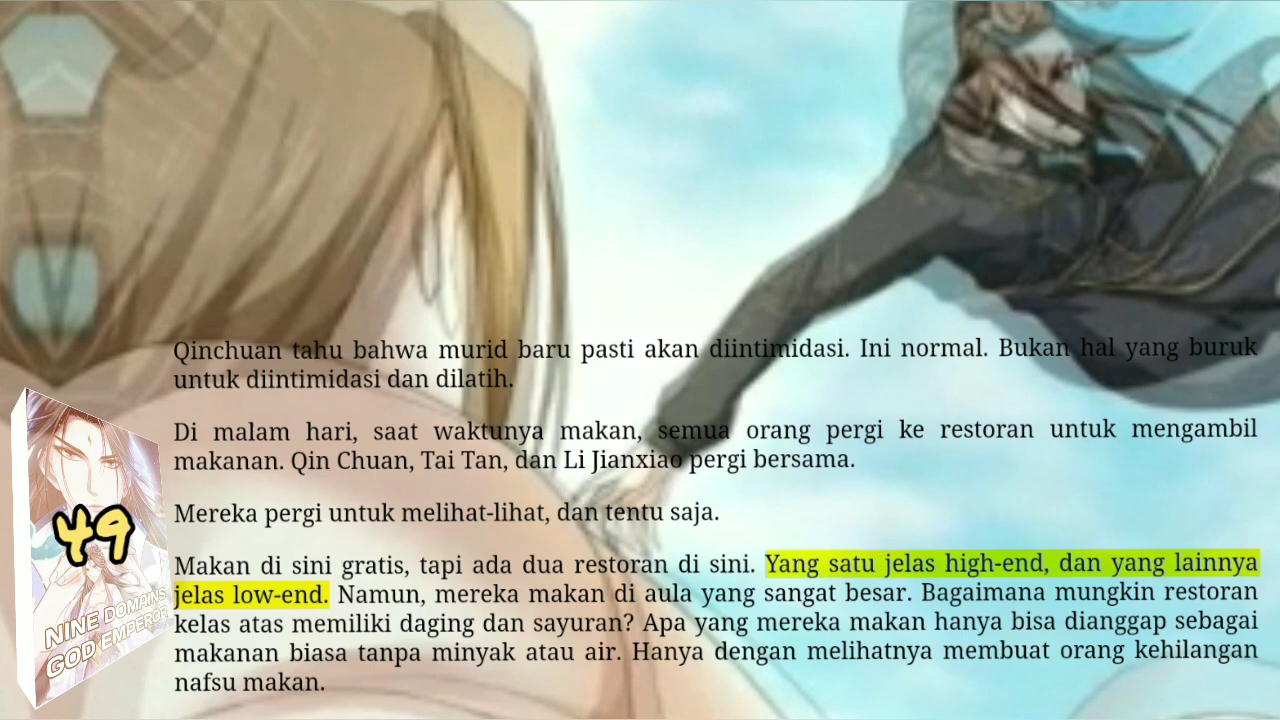 Qinchuan tahu bahwa murid baru pasti akan diintimidasi. Ini normal. Bukan hal yang buruk
untuk diintimidasi dan dilatih.
Di malam hari, saat waktunya makan, semua orang pergi ke restoran untuk mengambil
makanan. Qin Chuan, Tai Tan, dan Li Jianxiao pergi bersama.
Mereka pergi untuk melihat-lihat, dan tentu saja.
Makan di sini gratis, tapi ada dua restoran di sini. Yang satu jelas high-end, dan yang lainnya
jelas low-end. Namun, mereka makan di aula yang sangat besar. Bagaimana mungkin restoran
kelas atas memiliki daging dan sayuran? Apa yang mereka makan hanya bisa dianggap sebagai
makanan biasa tanpa minyak atau air. Hanya dengan melihatnya membuat orang kehilangan
nafsu makan.
49
NINE DOMAINS
GOD EMPEROR